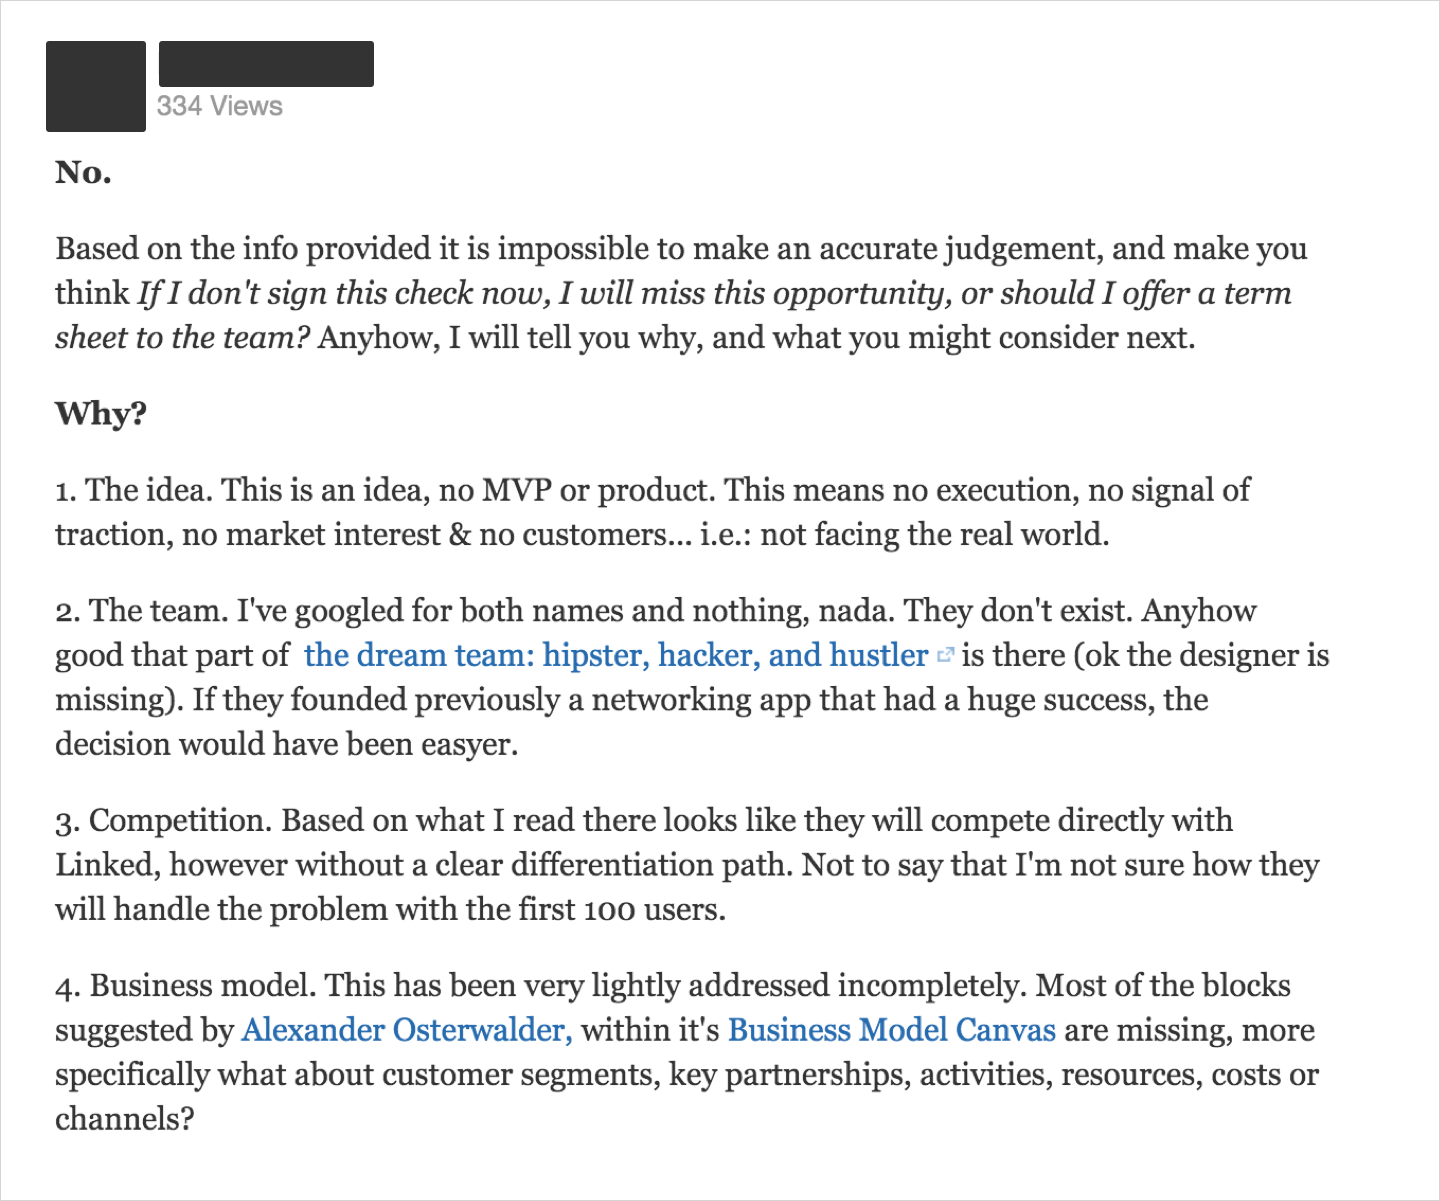 334 Views
No.
Based on the info provided it is impossible to make an accurate judgement, and make you
think If I don't sign this check now, I will miss this opportunity, or should I offer a term
sheet to the team? Anyhow, I will tell you why, and what you might consider next.
Why?
1. The idea. This is an idea, no MVP or product. This means no execution, no signal of
traction, no market interest & no customers... i.e.: not facing the real world.
2. The team. I've googled for both names and nothing, nada. They don't exist. Anyhow
good that part of the dream team: hipster, hacker, and hustler is there (ok the designer is
missing). If they founded previously a networking app that had a huge success, the
decision would have been easyer.
3. Competition. Based on what I read there looks like they will compete directly with
Linked, however without a clear differentiation path. Not to say that I'm not sure how they
will handle the problem with the first 100 users.
4. Business model. This has been very lightly addressed incompletely. Most of the blocks
suggested by Alexander Osterwalder, within it's Business Model Canvas are missing, more
specifically what about customer segments, key partnerships, activities, resources, costs or
channels?